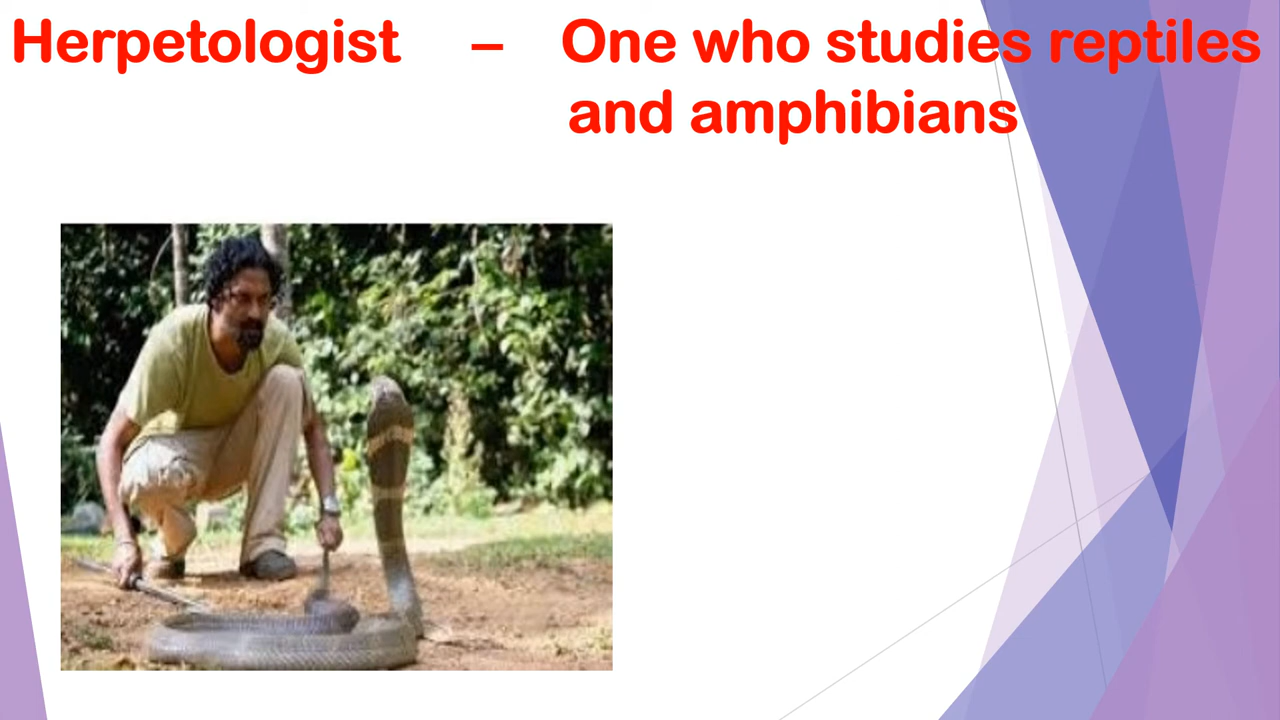 Herpetologist – One who studies reptiles
and amphibians